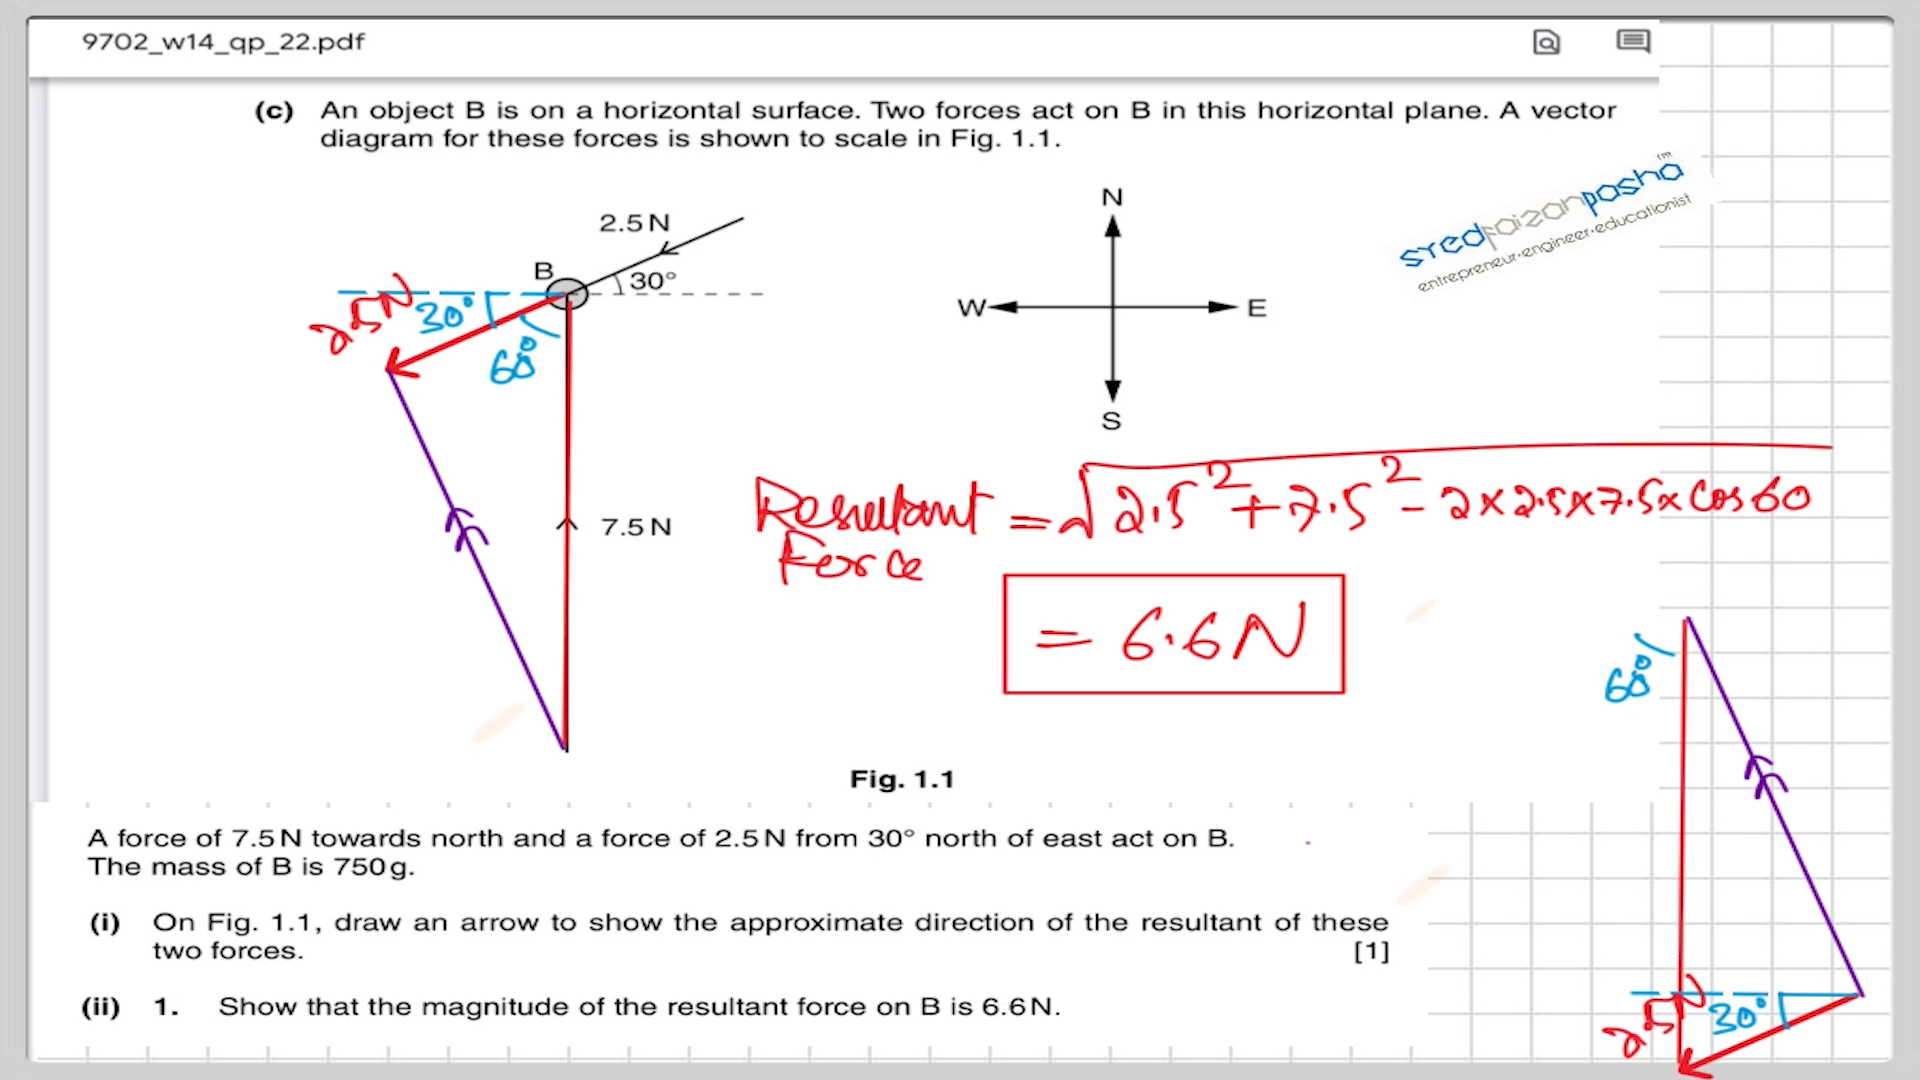 9702_w14_qp_22.pdf
(c) An object B is on a horizontal surface. Two forces act on B in this horizontal plane. A vector
diagram for these forces is shown to scale in Fig. 1.1.
syedfaizanpasha™
entrepreneur·engineer·educationist
N
2.5 N
B
30°
W
E
2.5N
30°
60°
S
Resultant = √2.5² + 7.5² - 2×2.5×7.5×Cos60
Force
7.5 N
= 6.6N
60°
Fig. 1.1
A force of 7.5 N towards north and a force of 2.5 N from 30° north of east act on B.
The mass of B is 750 g.
(i) On Fig. 1.1, draw an arrow to show the approximate direction of the resultant of these
two forces. [1]
(ii) 1. Show that the magnitude of the resultant force on B is 6.6 N.
2.5N
30°